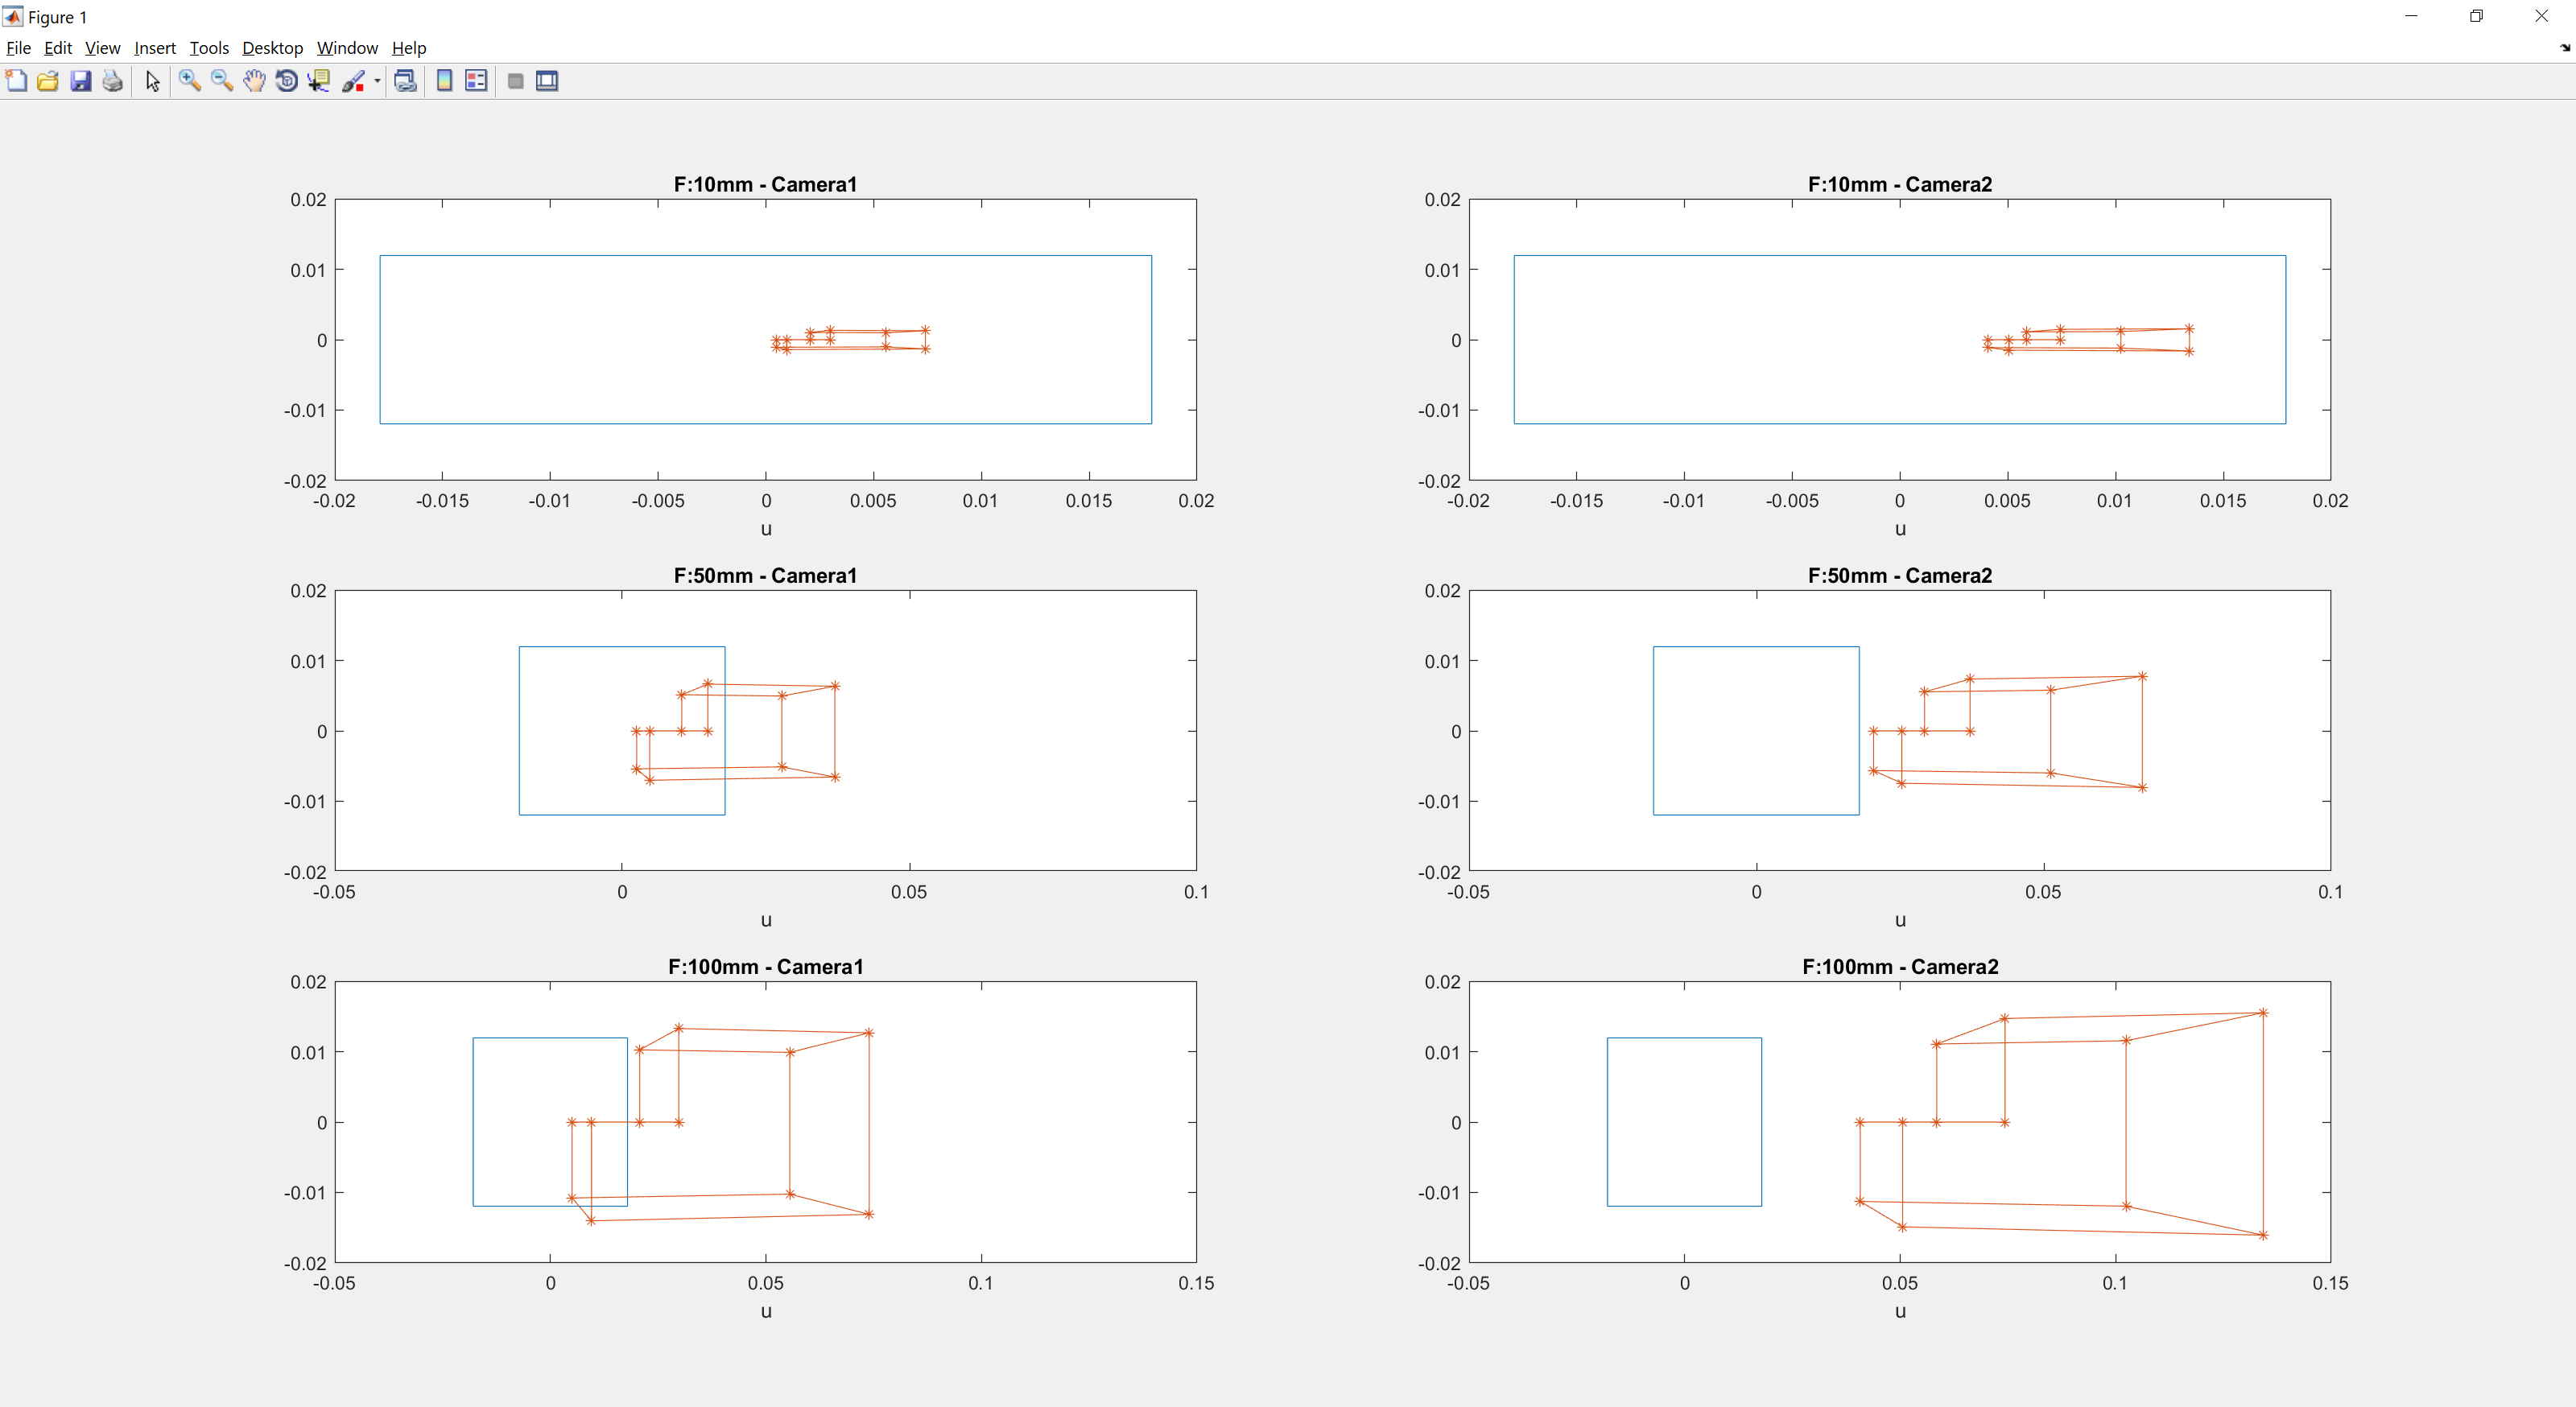 Figure 1
File Edit View Insert Tools Desktop Window Help
F:10mm - Camera1
0.02
0.01
0
-0.01
-0.02
-0.02 -0.015 -0.01 -0.005 0 0.005 0.01 0.015 0.02
u
F:10mm - Camera2
0.02
0.01
0
-0.01
-0.02
-0.02 -0.015 -0.01 -0.005 0 0.005 0.01 0.015 0.02
u
F:50mm - Camera1
0.02
0.01
0
-0.01
-0.02
-0.05 0 0.05 0.1
u
F:50mm - Camera2
0.02
0.01
0
-0.01
-0.02
-0.05 0 0.05 0.1
u
F:100mm - Camera1
0.02
0.01
0
-0.01
-0.02
-0.05 0 0.05 0.1 0.15
u
F:100mm - Camera2
0.02
0.01
0
-0.01
-0.02
-0.05 0 0.05 0.1 0.15
u